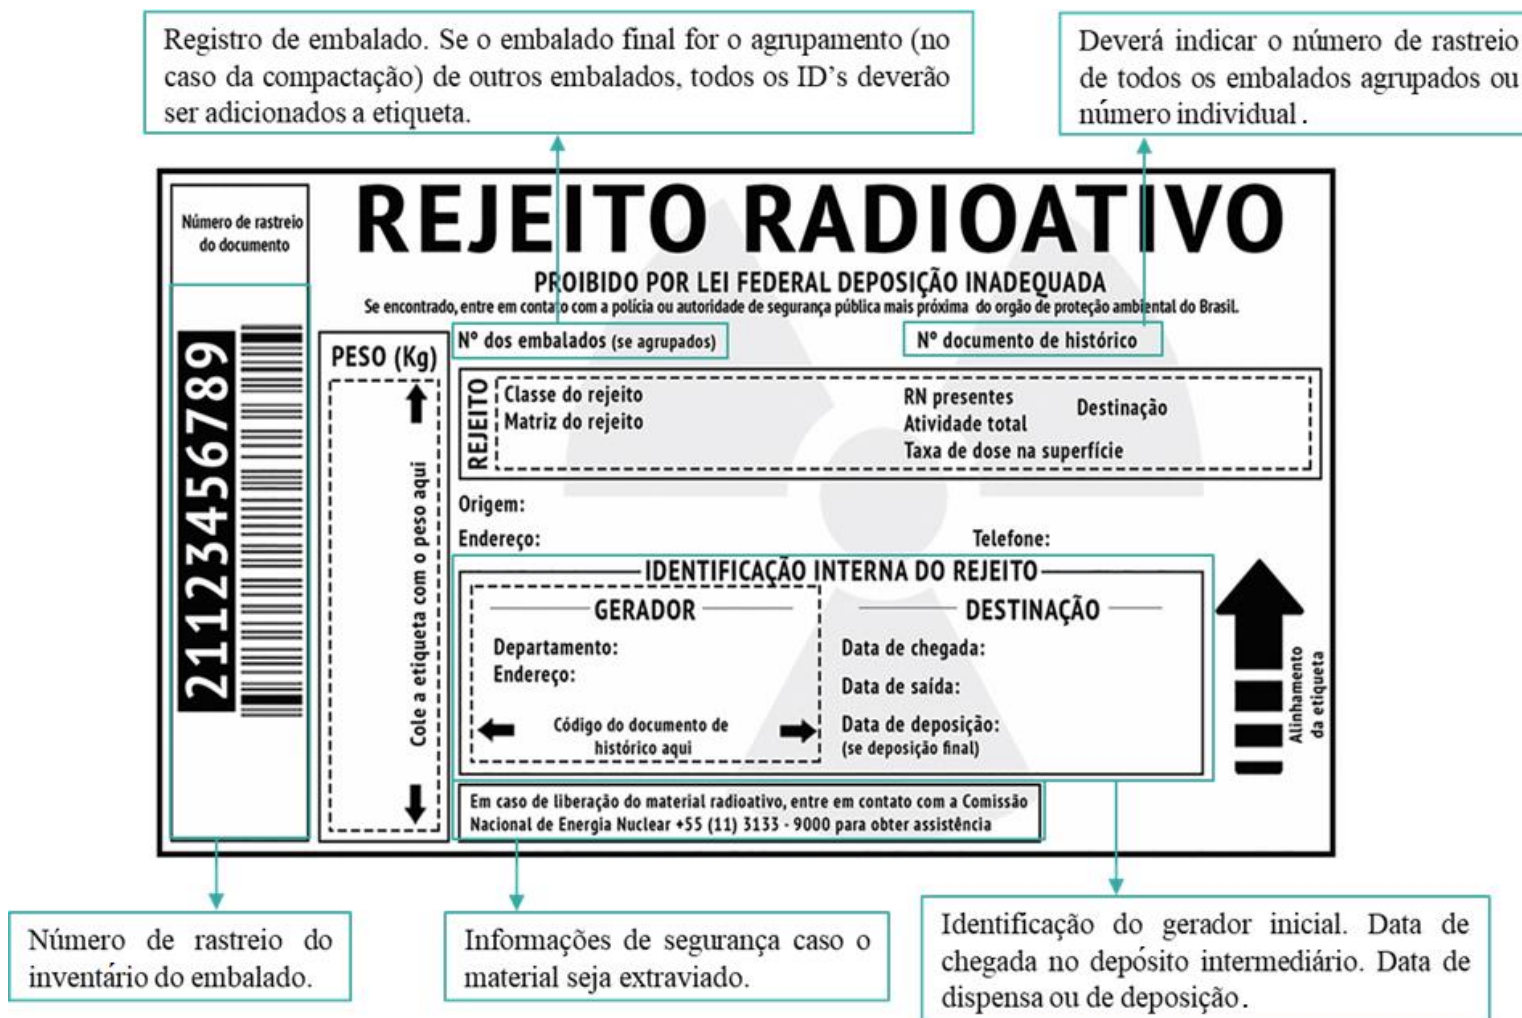 Registro de embalado. Se o embalado final for o agrupamento (no
caso da compactação) de outros embalados, todos os ID's deverão
ser adicionados a etiqueta.
Deverá indicar o número de rastreio
de todos os embalados agrupados ou
número individual.
Número de rastreio
do documento
REJEITO RADIOATIVO
PROIBIDO POR LEI FEDERAL DEPOSIÇÃO INADEQUADA
Se encontrado, entre em contato com a polícia ou autoridade de segurança pública mais próxima do orgão de proteção ambiental do Brasil.
21123456789
PESO (Kg)
Cole a etiqueta com o peso aqui
Nº dos embalados (se agrupados)
Nº documento de histórico
REJEITO
Classe do rejeito
Matriz do rejeito
RN presentes
Atividade total
Taxa de dose na superfície
Destinação
Origem:
Endereço:
Telefone:
IDENTIFICAÇÃO INTERNA DO REJEITO
GERADOR
Departamento:
Endereço:
Código do documento de
histórico aqui
DESTINAÇÃO
Data de chegada:
Data de saída:
Data de deposição:
(se deposição final)
Alinhamento
da etiqueta
Em caso de liberação do material radioativo, entre em contato com a Comissão
Nacional de Energia Nuclear +55 (11) 3133 - 9000 para obter assistência
Número de rastreio do
inventário do embalado.
Informações de segurança caso o
material seja extraviado.
Identificação do gerador inicial. Data de
chegada no depósito intermediário. Data de
dispensa ou de deposição.